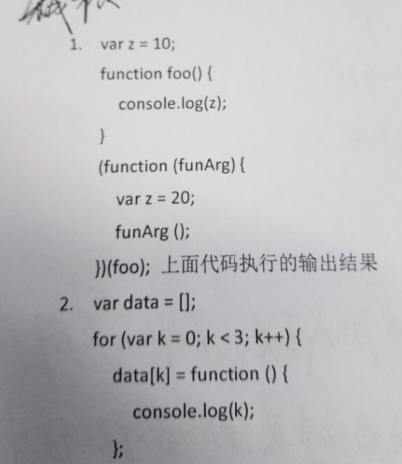 1. var z = 10;
function foo() {
console.log(z);
}
(function (funArg) {
var z = 20;
funArg ();
})(foo); 上面代码执行的输出结果
2. var data = [];
for (var k = 0; k < 3; k++) {
data[k] = function () {
console.log(k);
};